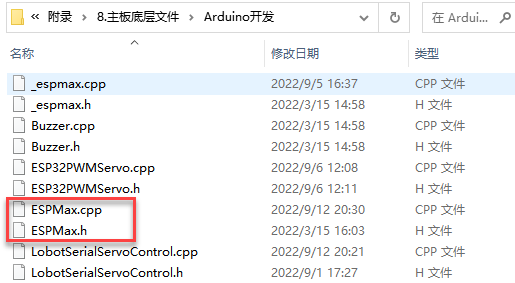 « 附录 > 8.主板底层文件 > Arduino开发 在 Ardui...
名称 修改日期 类型
_espmax.cpp 2022/9/5 16:37 CPP 文件
_espmax.h 2022/3/15 14:58 H 文件
Buzzer.cpp 2022/3/15 14:58 CPP 文件
Buzzer.h 2022/3/15 14:58 H 文件
ESP32PWMServo.cpp 2022/9/6 12:08 CPP 文件
ESP32PWMServo.h 2022/9/6 12:11 H 文件
ESPMax.cpp 2022/9/12 20:30 CPP 文件
ESPMax.h 2022/3/15 16:03 H 文件
LobotSerialServoControl.cpp 2022/9/12 20:21 CPP 文件
LobotSerialServoControl.h 2022/9/1 17:27 H 文件